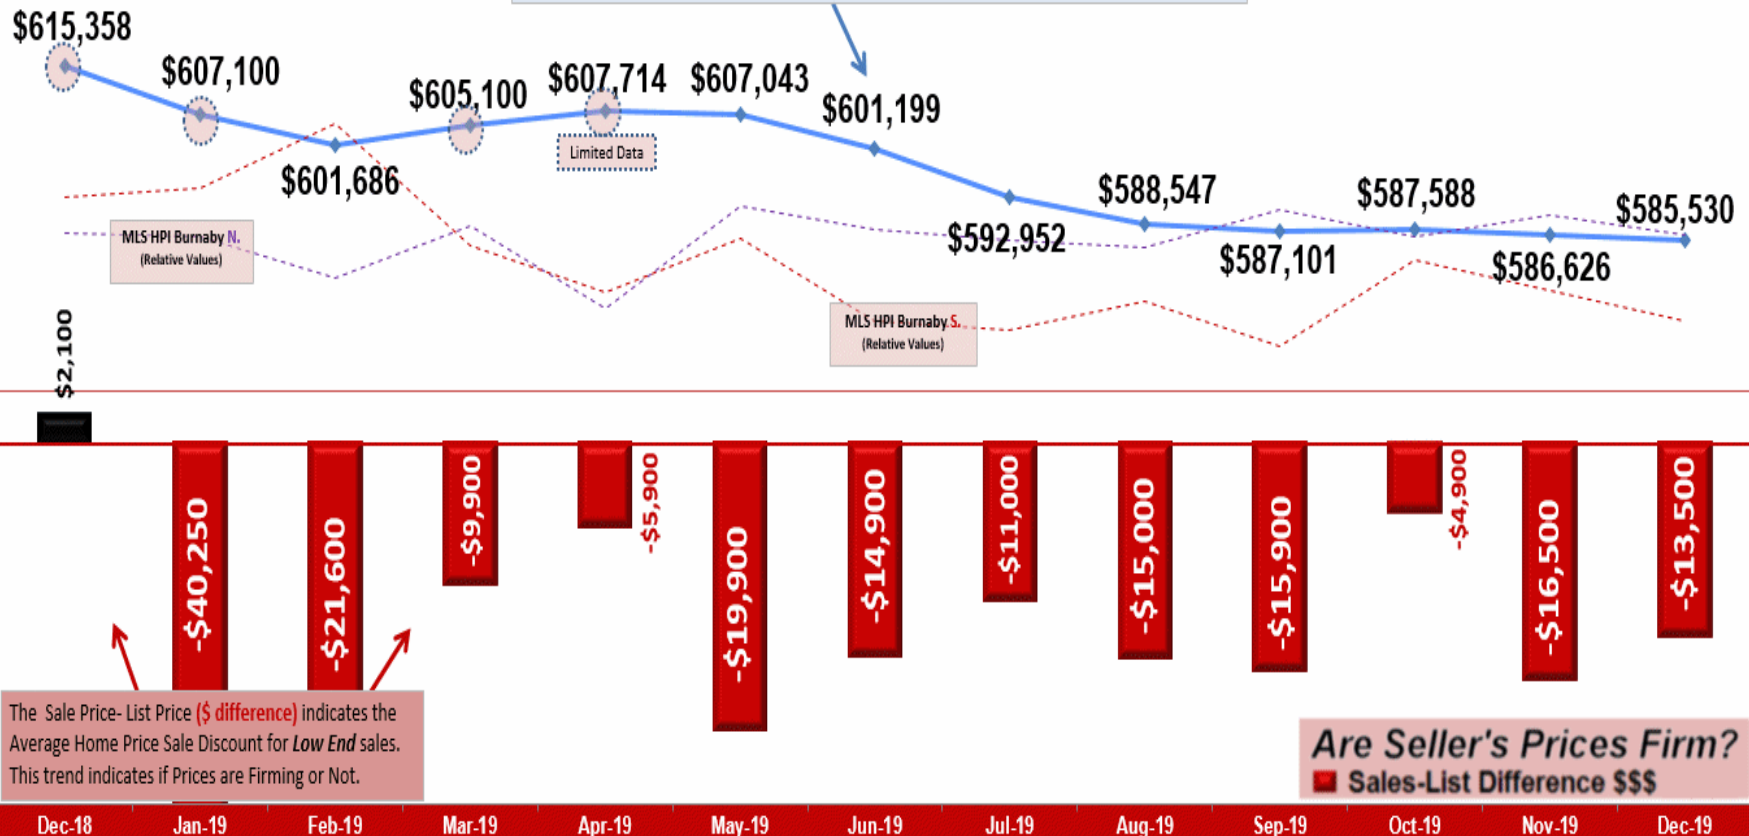 $615,358
$607,100
$601,686
$605,100
$607,714
$607,043
$601,199
$592,952
$588,547
$587,101
$587,588
$586,626
$585,530
Limited Data
MLS HPI Burnaby N.
(Relative Values)
MLS HPI Burnaby S.
(Relative Values)
$2,100
-$40,250
-$21,600
-$9,900
-$5,900
-$19,900
-$14,900
-$11,000
-$15,000
-$15,900
-$4,900
-$16,500
-$13,500
The Sale Price- List Price ($ difference) indicates the
Average Home Price Sale Discount for Low End sales.
This trend indicates if Prices are Firming or Not.
Are Seller's Prices Firm?
Sales-List Difference $$$
Dec-18 Jan-19 Feb-19 Mar-19 Apr-19 May-19 Jun-19 Jul-19 Aug-19 Sep-19 Oct-19 Nov-19 Dec-19